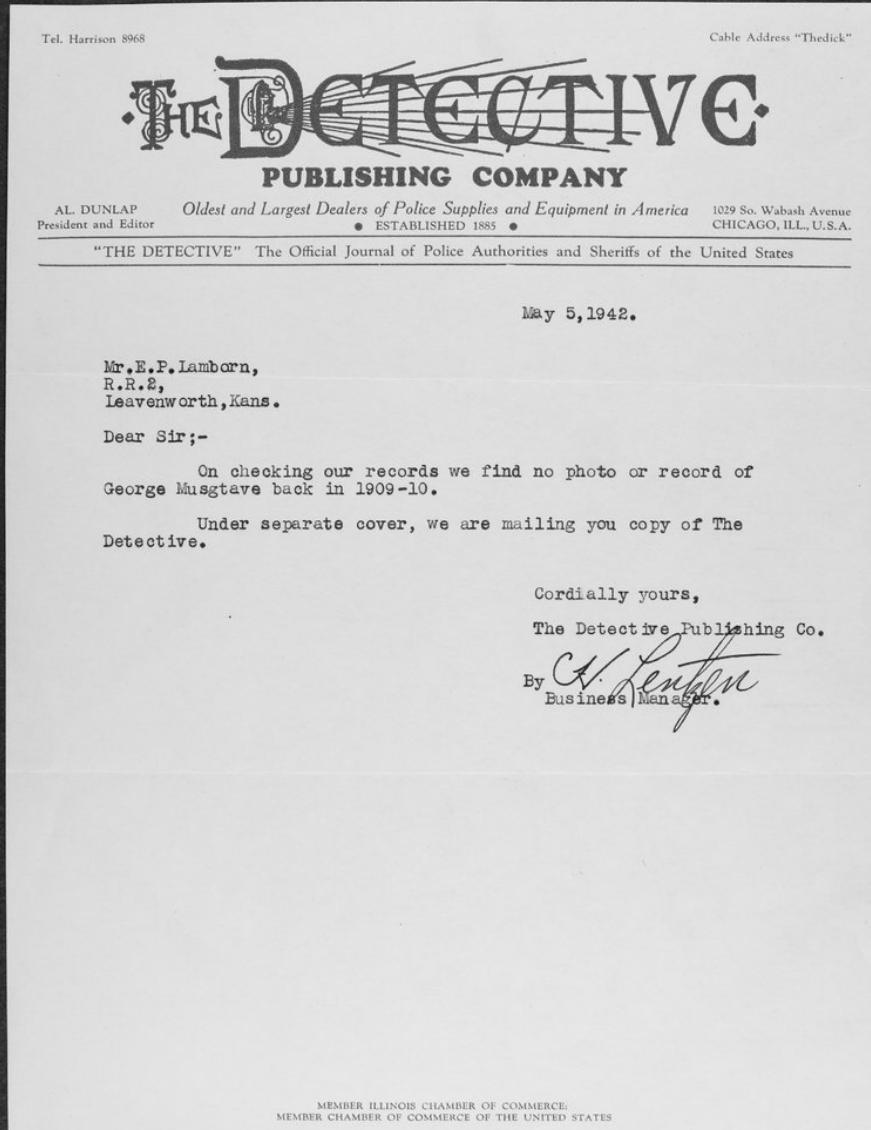 Tel. Harrison 8968
Cable Address "Thedick"
THE DETECTIVE
PUBLISHING COMPANY
AL. DUNLAP
President and Editor
Oldest and Largest Dealers of Police Supplies and Equipment in America
● ESTABLISHED 1885 ●
1029 So. Wabash Avenue
CHICAGO, ILL., U.S.A.
"THE DETECTIVE" The Official Journal of Police Authorities and Sheriffs of the United States
May 5,1942.
Mr.E.P.Lamborn,
R.R.2,
Leavenworth,Kans.
Dear Sir;-
On checking our records we find no photo or record of
George Musgtave back in 1909-10.
Under separate cover, we are mailing you copy of The
Detective.
Cordially yours,
The Detective Publishing Co.
By
Business Manager.
MEMBER ILLINOIS CHAMBER OF COMMERCE:
MEMBER CHAMBER OF COMMERCE OF THE UNITED STATES